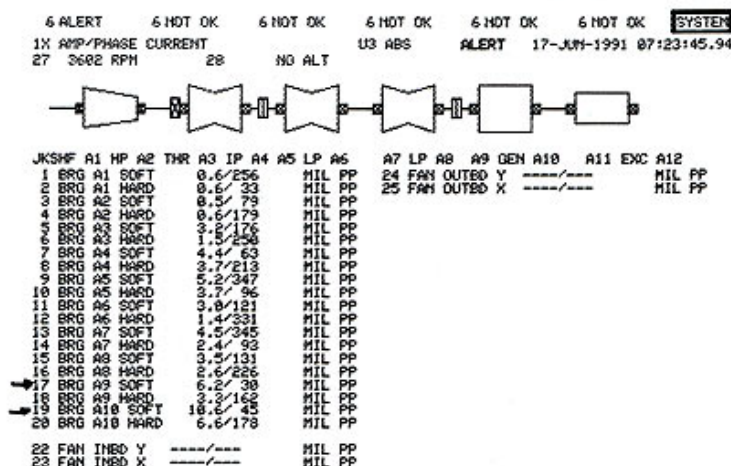 6 ALERT 6 NOT OK 6 NOT OK 6 NOT OK 6 NOT OK 6 NOT OK SYSTEM
1X AMP/PHASE CURRENT U3 ABS ALERT 17-JUN-1991 07:23:45.94
27 3602 RPM 28 NO ALT
JKSHF A1 HP A2 THR A3 IP A4 A5 LP A6 A7 LP A8 A9 GEN A10 A11 EXC A12
1 BRG A1 SOFT 0.6/256 MIL PP 24 FAN OUTBD Y ----/--- MIL PP
2 BRG A1 HARD 0.6/ 33 MIL PP 25 FAN OUTBD X ----/--- MIL PP
3 BRG A2 SOFT 0.5/ 79 MIL PP
4 BRG A2 HARD 0.6/179 MIL PP
5 BRG A3 SOFT 3.2/176 MIL PP
6 BRG A3 HARD 1.5/250 MIL PP
7 BRG A4 SOFT 4.4/ 63 MIL PP
8 BRG A4 HARD 3.7/213 MIL PP
9 BRG A5 SOFT 5.2/347 MIL PP
10 BRG A5 HARD 3.7/ 96 MIL PP
11 BRG A6 SOFT 3.0/121 MIL PP
12 BRG A6 HARD 1.4/331 MIL PP
13 BRG A7 SOFT 4.5/345 MIL PP
14 BRG A7 HARD 2.4/ 93 MIL PP
15 BRG A8 SOFT 3.5/131 MIL PP
16 BRG A8 HARD 2.6/226 MIL PP
17 BRG A9 SOFT 6.2/ 30 MIL PP
18 BRG A9 HARD 3.3/162 MIL PP
19 BRG A10 SOFT 10.6/ 45 MIL PP
20 BRG A10 HARD 6.6/178 MIL PP
22 FAN INBD Y ----/--- MIL PP
23 FAN INBD X ----/--- MIL PP